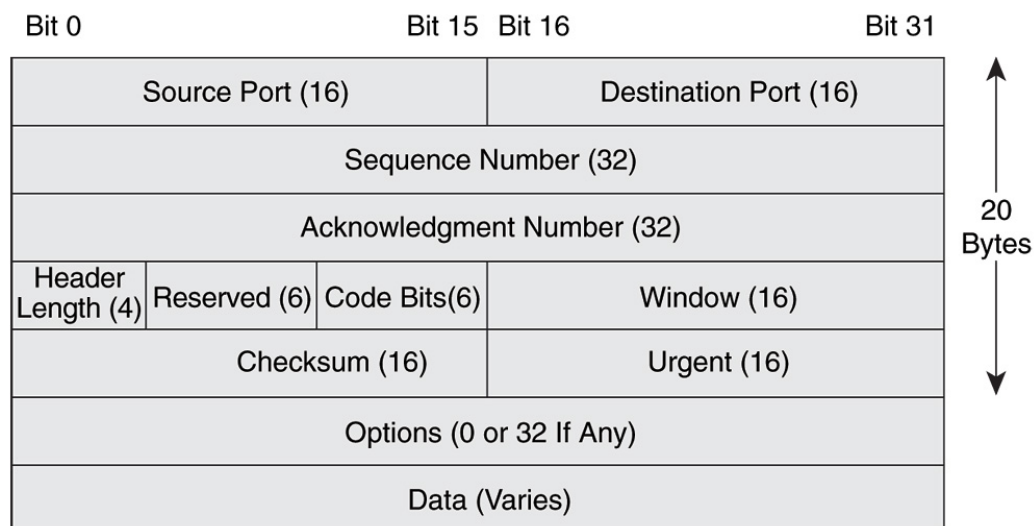 Bit 0 Bit 15 Bit 16 Bit 31
Source Port (16) Destination Port (16)
Sequence Number (32)
Acknowledgment Number (32)
20
Bytes
Header
Length (4) Reserved (6) Code Bits(6) Window (16)
Checksum (16) Urgent (16)
Options (0 or 32 If Any)
Data (Varies)